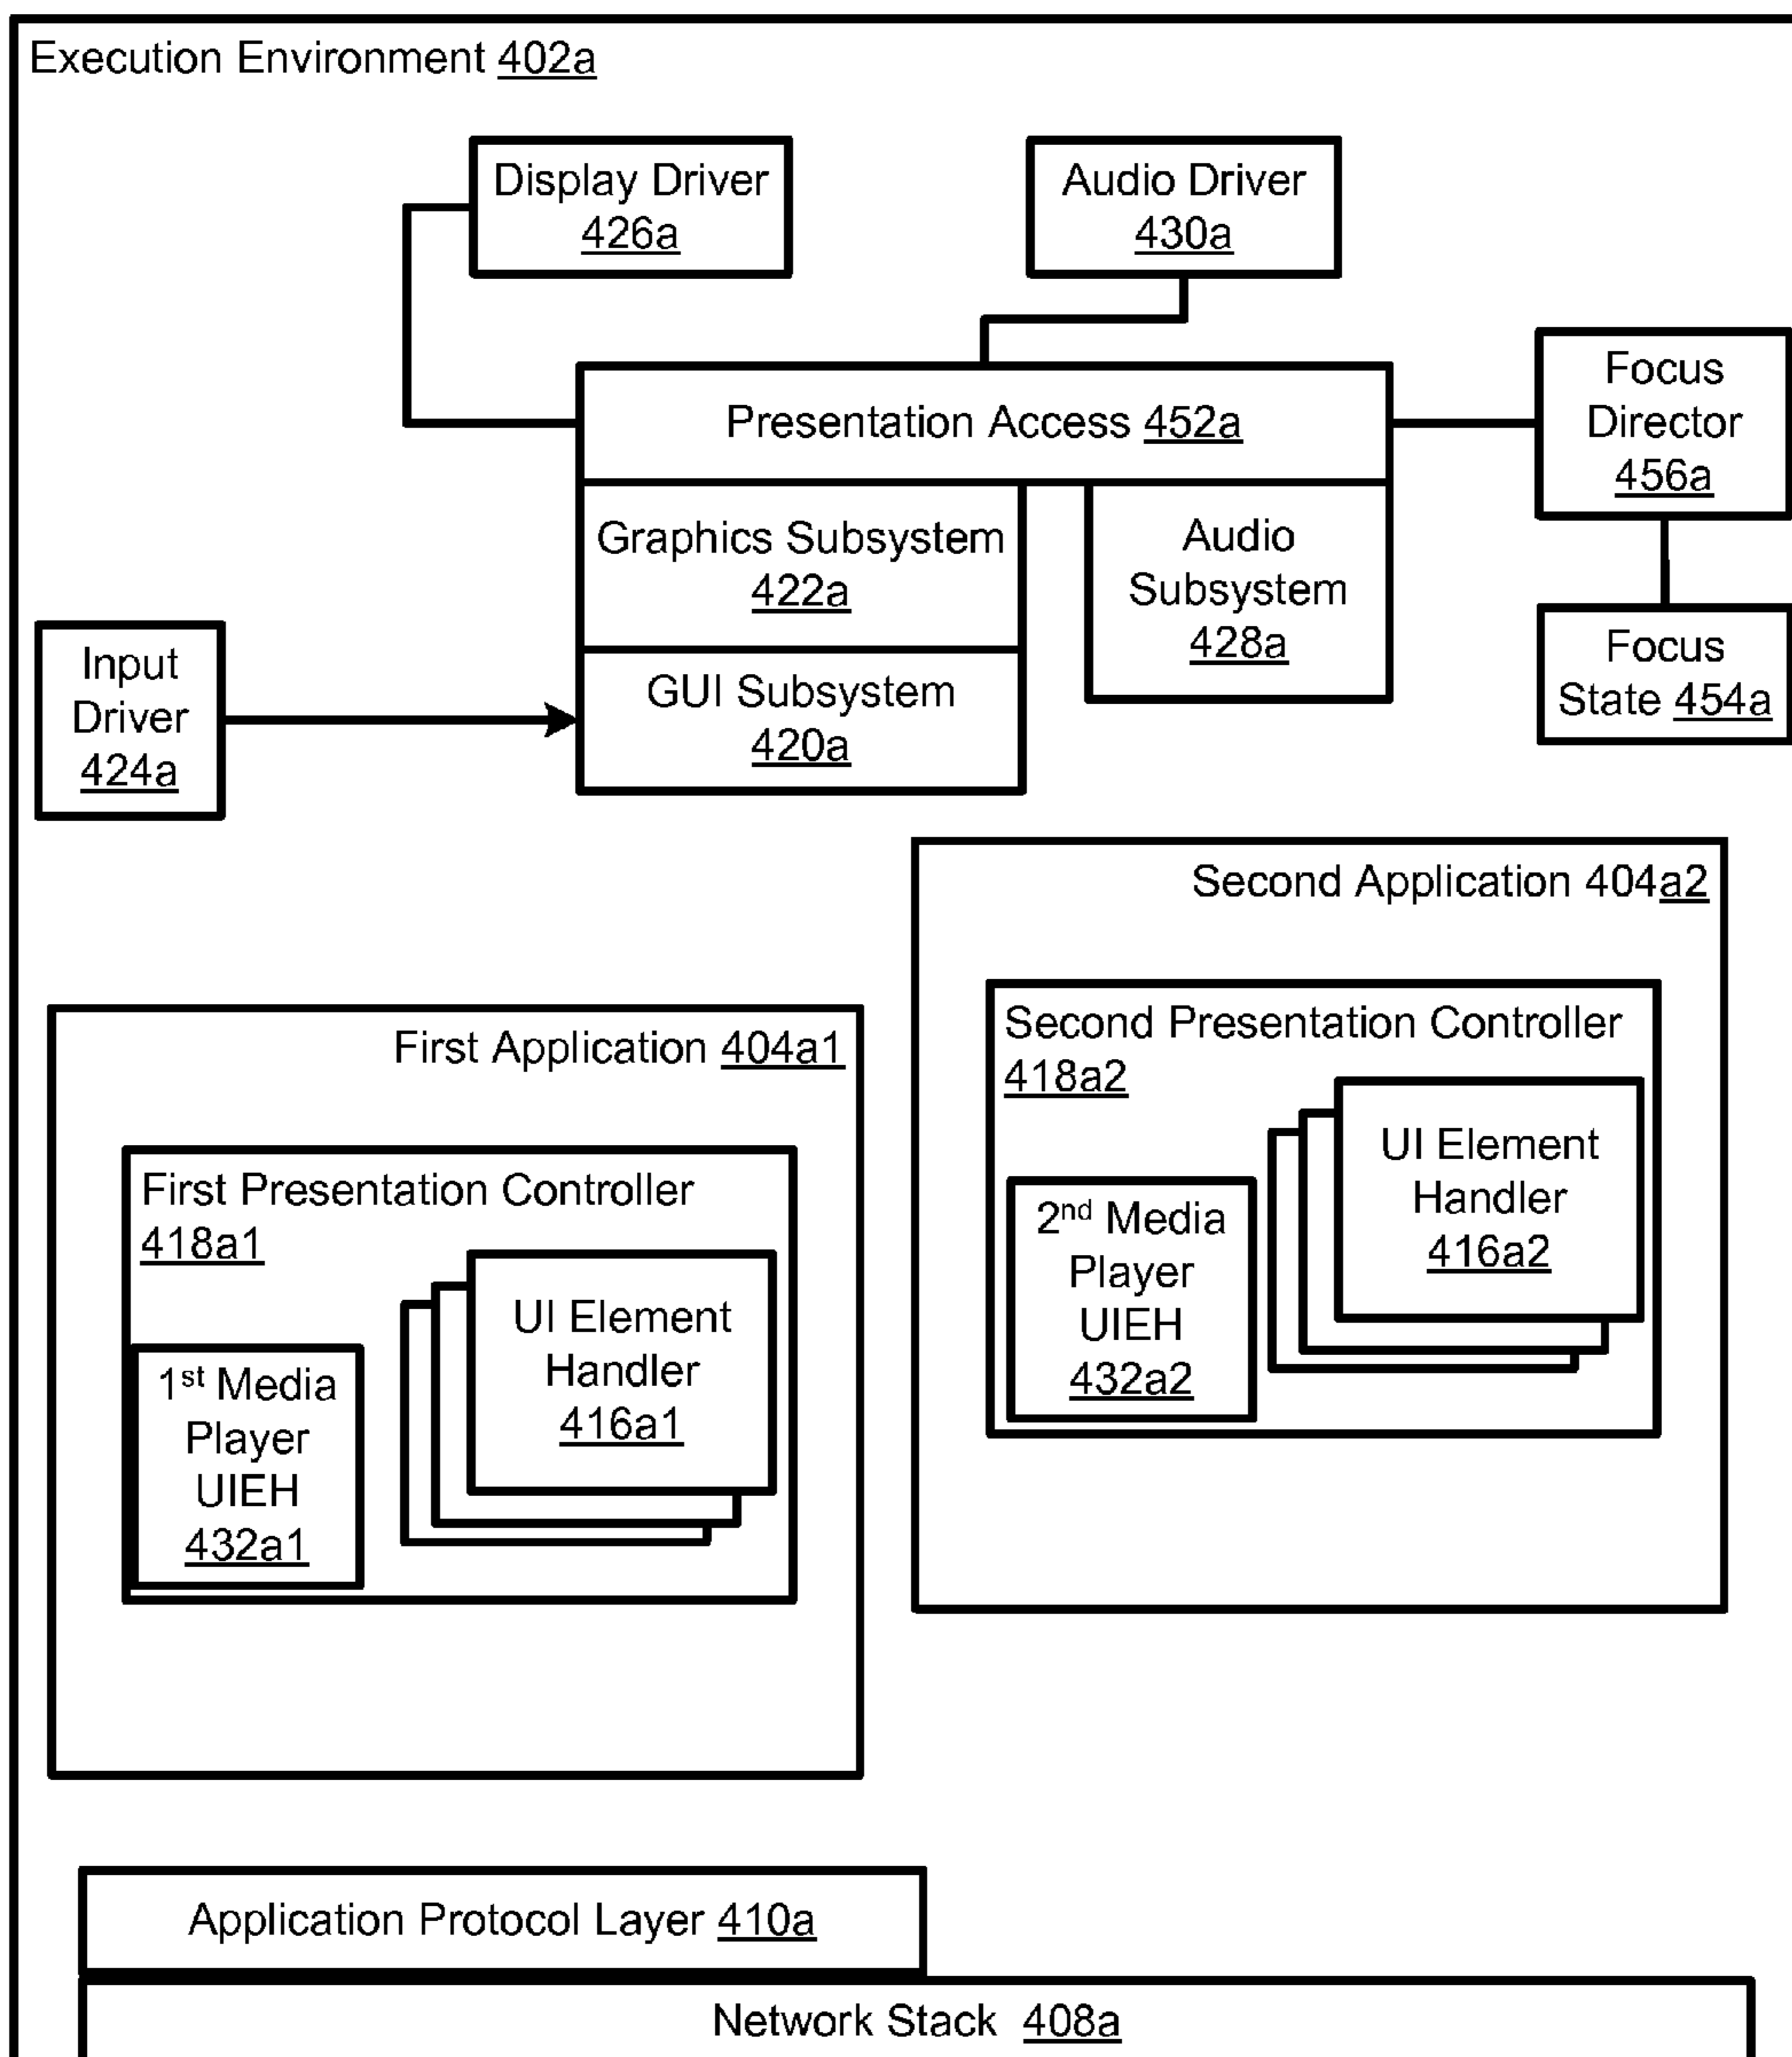 Execution Environment 402a
Display Driver
426a
Audio Driver
430a
Presentation Access 452a
Focus
Director
456a
Graphics Subsystem
422a
Audio
Subsystem
428a
Focus
State 454a
Input
Driver
424a
GUI Subsystem
420a
Second Application 404a2
Second Presentation Controller
418a2
UI Element
Handler
416a2
2nd Media
Player
UIEH
432a2
First Application 404a1
First Presentation Controller
418a1
UI Element
Handler
416a1
1st Media
Player
UIEH
432a1
Application Protocol Layer 410a
Network Stack 408a